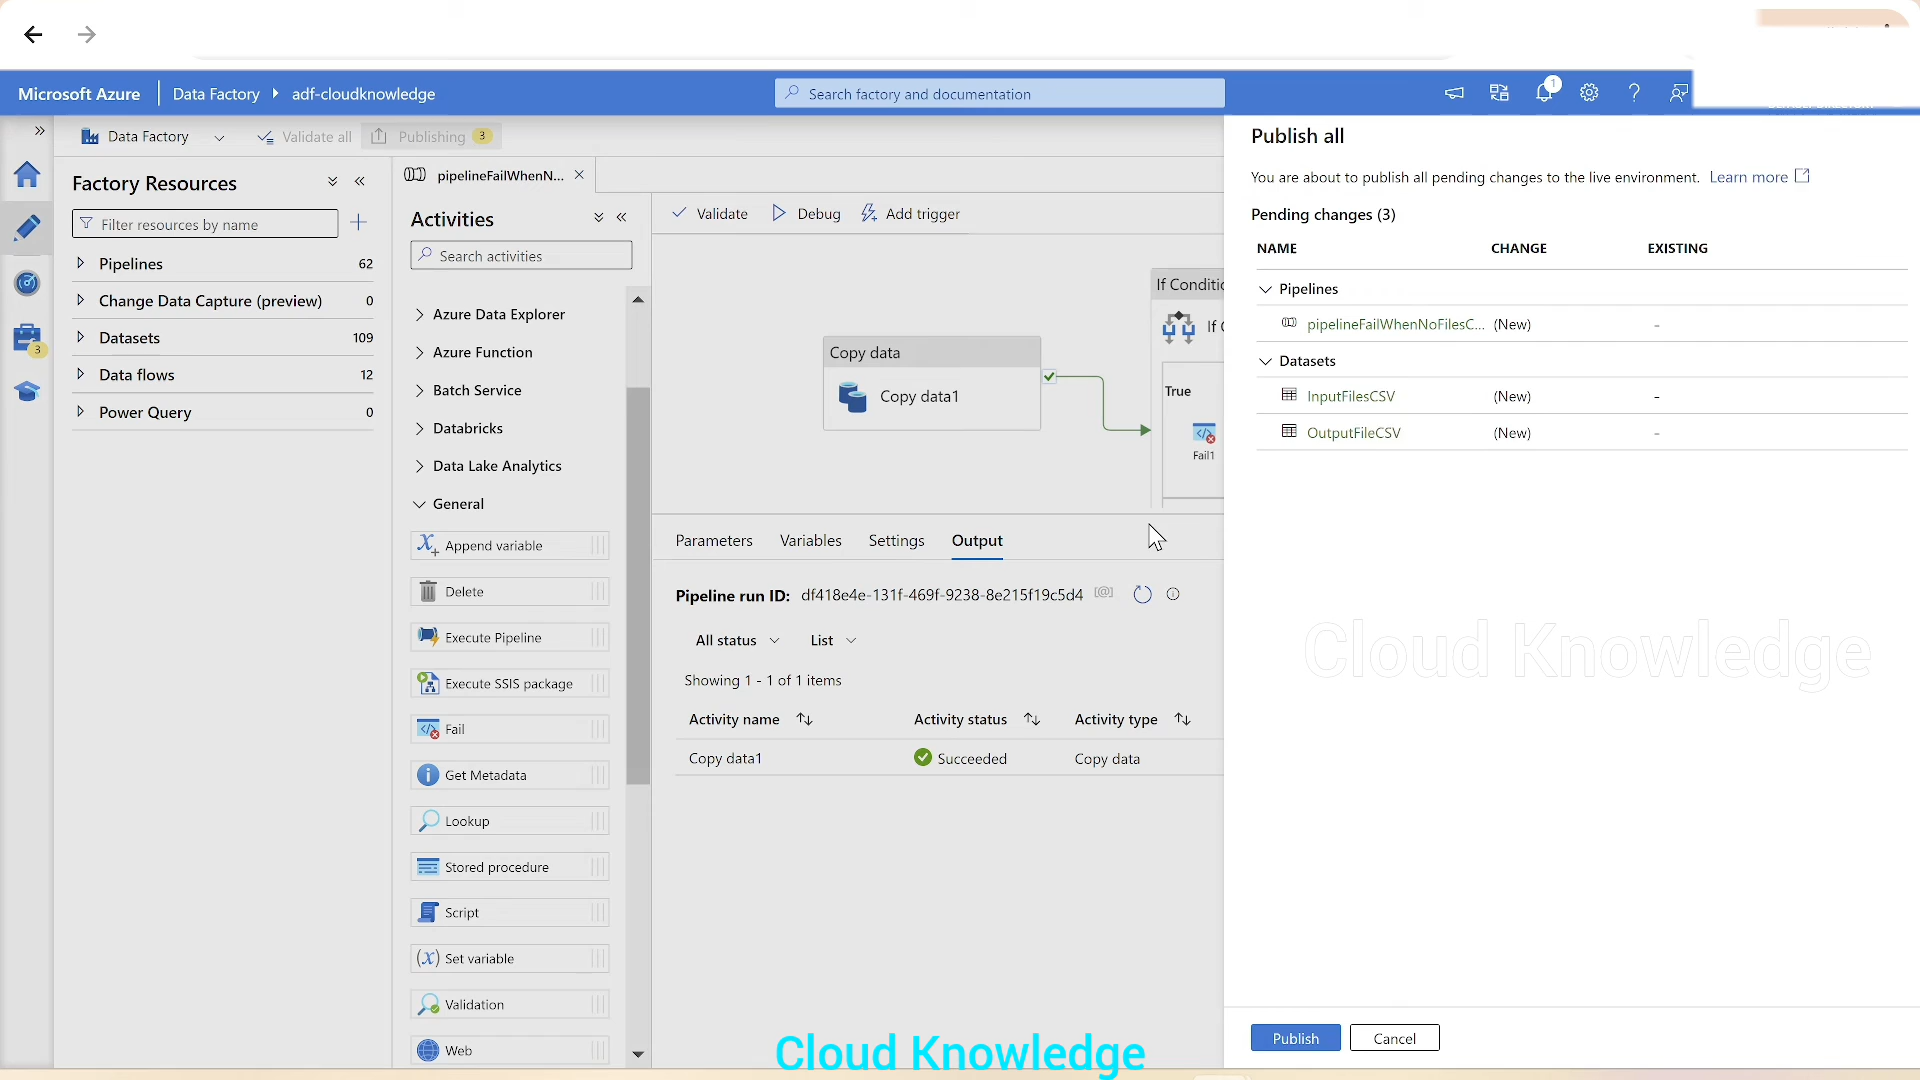 Microsoft Azure
Data Factory
adf-cloudknowledge
Search factory and documentation
1
Data Factory
Validate all
Publishing
3
Factory Resources
Filter resources by name
Pipelines
62
Change Data Capture (preview)
0
Datasets
109
Data flows
12
Power Query
0
3
pipelineFailWhenN...
Activities
Search activities
Azure Data Explorer
Azure Function
Batch Service
Databricks
Data Lake Analytics
General
Append variable
Delete
Execute Pipeline
Execute SSIS package
Fail
Get Metadata
Lookup
Stored procedure
Script
Set variable
Validation
Web
Validate
Debug
Add trigger
Copy data
Copy data1
If Conditio
If C
True
Fail1
Parameters
Variables
Settings
Output
Pipeline run ID: df418e4e-131f-469f-9238-8e215f19c5d4
All status
List
Showing 1 - 1 of 1 items
Activity name
Activity status
Activity type
Copy data1
Succeeded
Copy data
Publish all
You are about to publish all pending changes to the live environment. Learn more
Pending changes (3)
NAME
CHANGE
EXISTING
Pipelines
pipelineFailWhenNoFilesC...
(New)
-
Datasets
InputFilesCSV
(New)
-
OutputFileCSV
(New)
-
Cloud Knowledge
Publish
Cancel
Cloud Knowledge